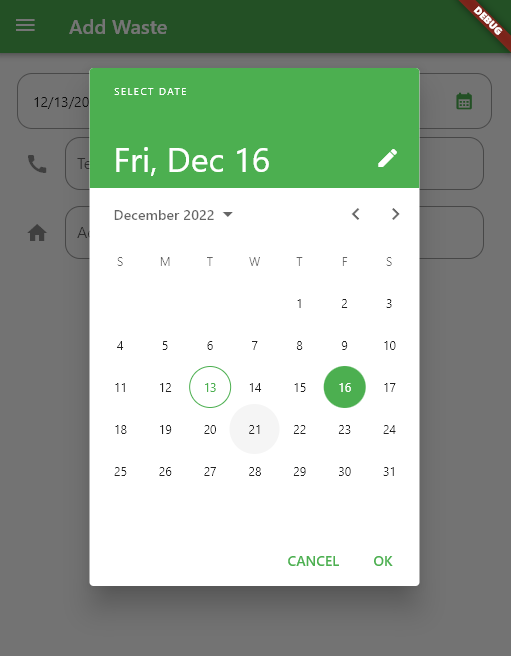 Add Waste
DEBUG
12/13/20
SELECT DATE
Fri, Dec 16
December 2022
S M T W T F S
1 2 3
4 5 6 7 8 9 10
11 12 13 14 15 16 17
18 19 20 21 22 23 24
25 26 27 28 29 30 31
CANCEL OK